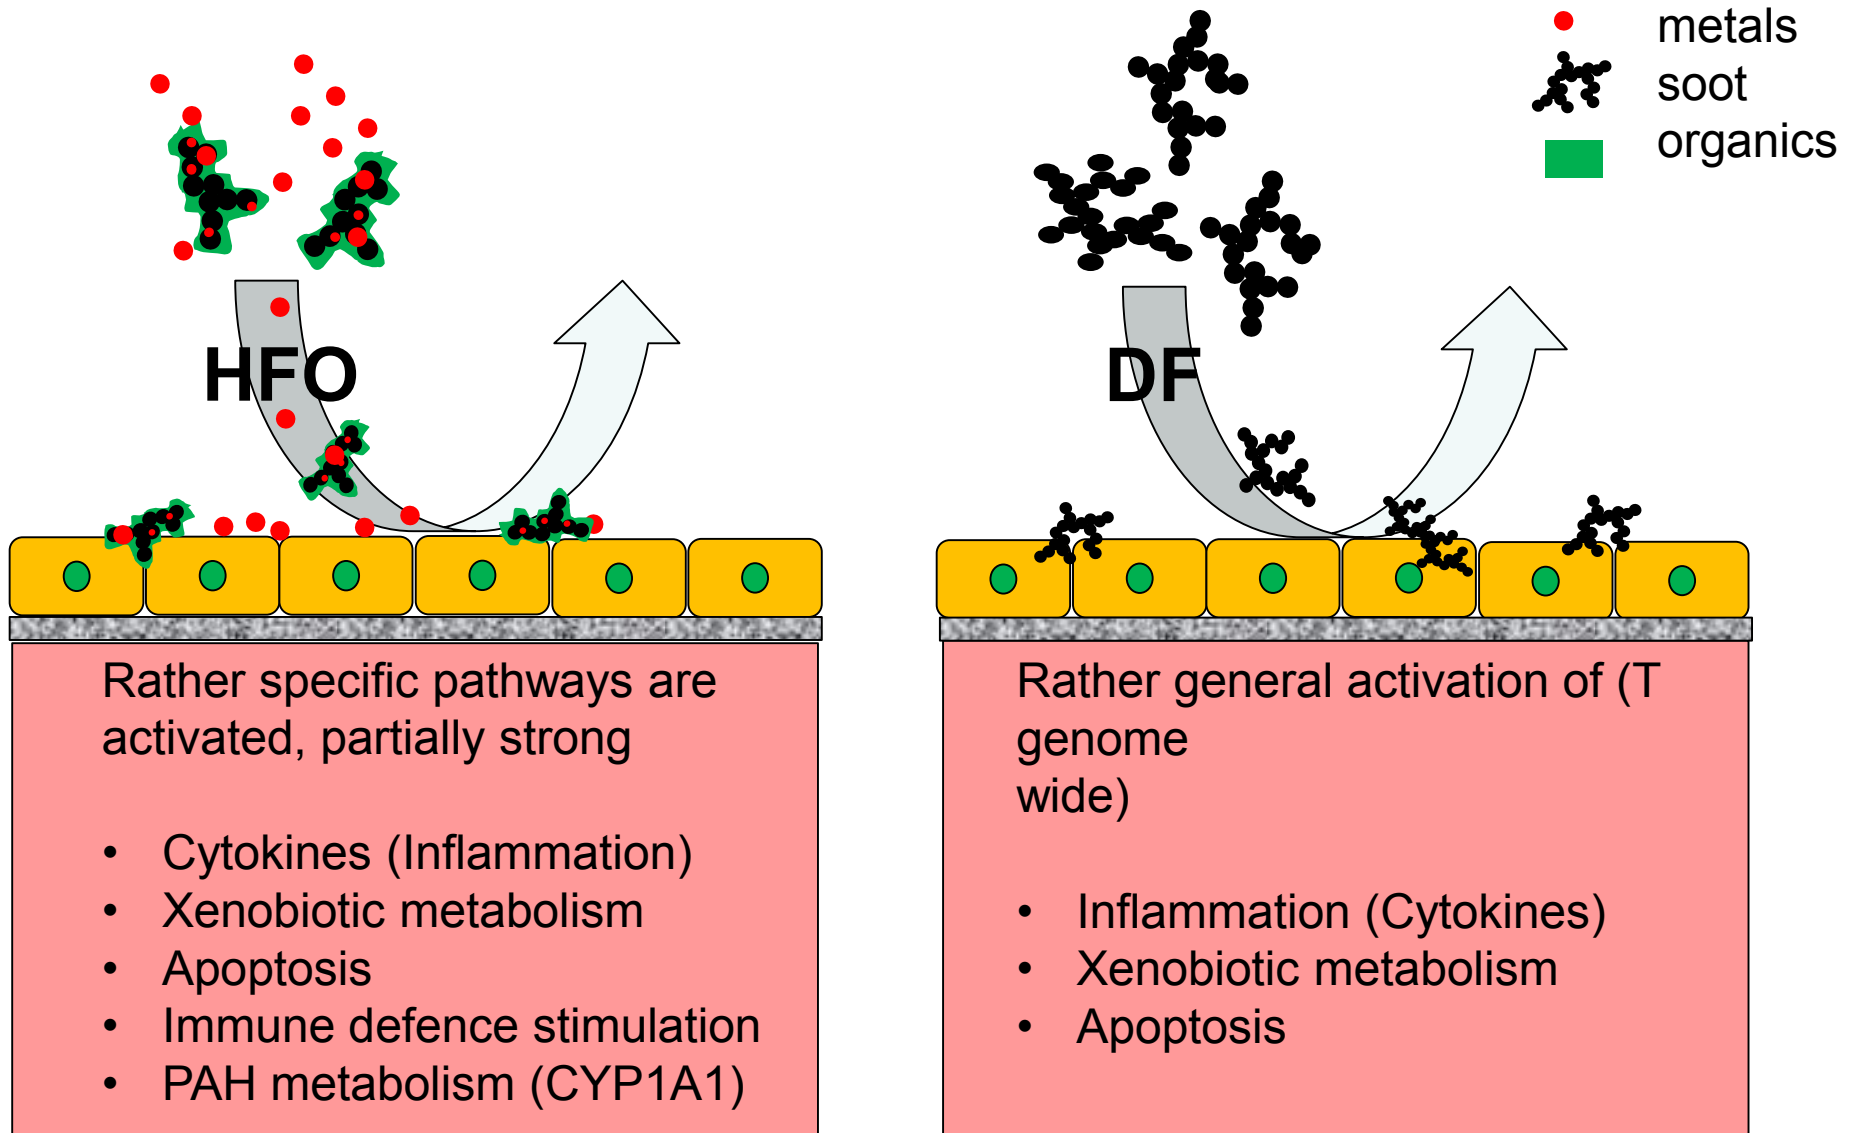 metals
soot
organics
HFO
DF
Rather specific pathways are
activated, partially strong
• Cytokines (Inflammation)
• Xenobiotic metabolism
• Apoptosis
• Immune defence stimulation
• PAH metabolism (CYP1A1)
Rather general activation of (T
genome
wide)
• Inflammation (Cytokines)
• Xenobiotic metabolism
• Apoptosis